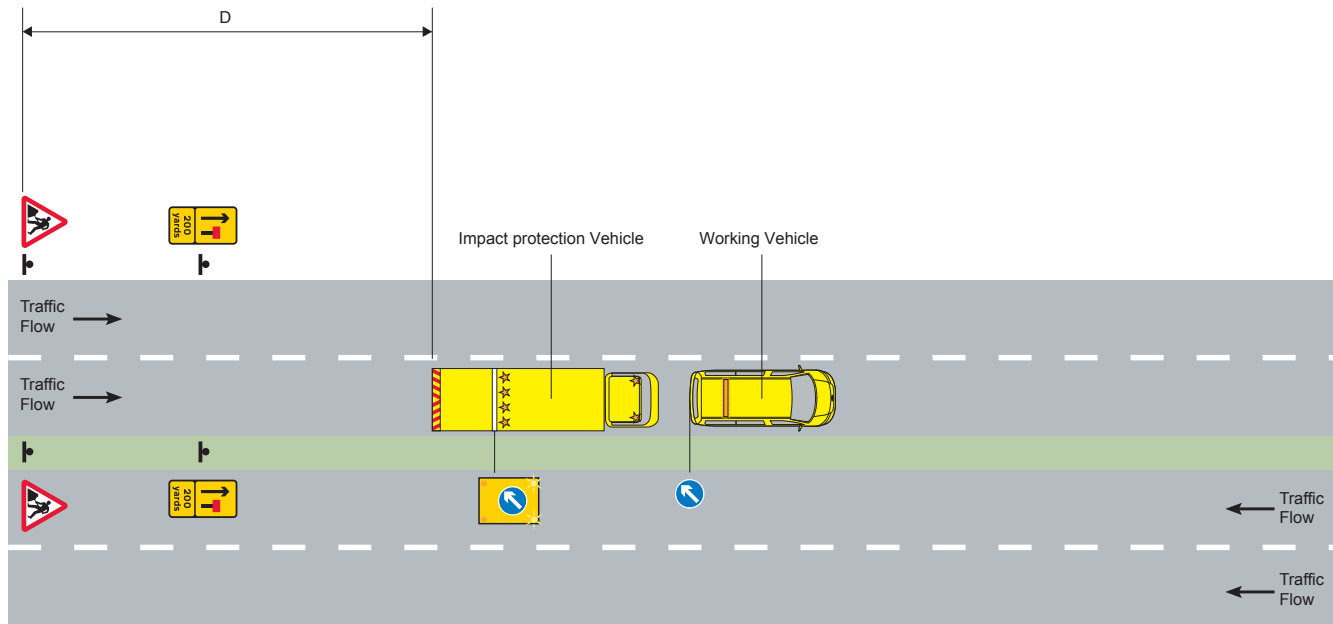 D
200
yards
Impact protection Vehicle
Working Vehicle
Traffic
Flow
Traffic
Flow
200
yards
Traffic
Flow
Traffic
Flow